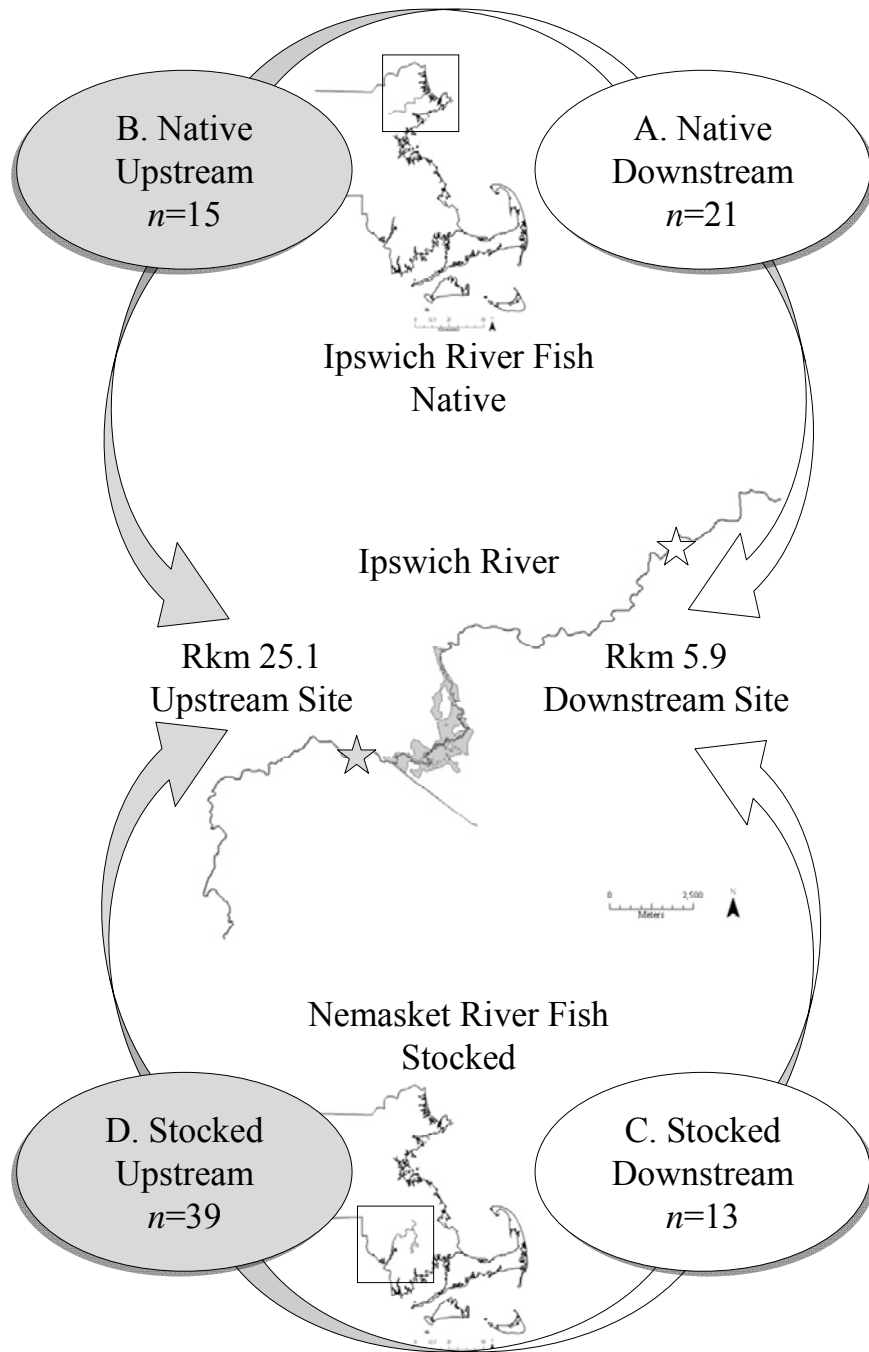 B. Native
Upstream
n=15
A. Native
Downstream
n=21
Ipswich River Fish
Native
Ipswich River
Rkm 25.1
Upstream Site
Rkm 5.9
Downstream Site
0 2,500
Meters
N
Nemasket River Fish
Stocked
D. Stocked
Upstream
n=39
C. Stocked
Downstream
n=13